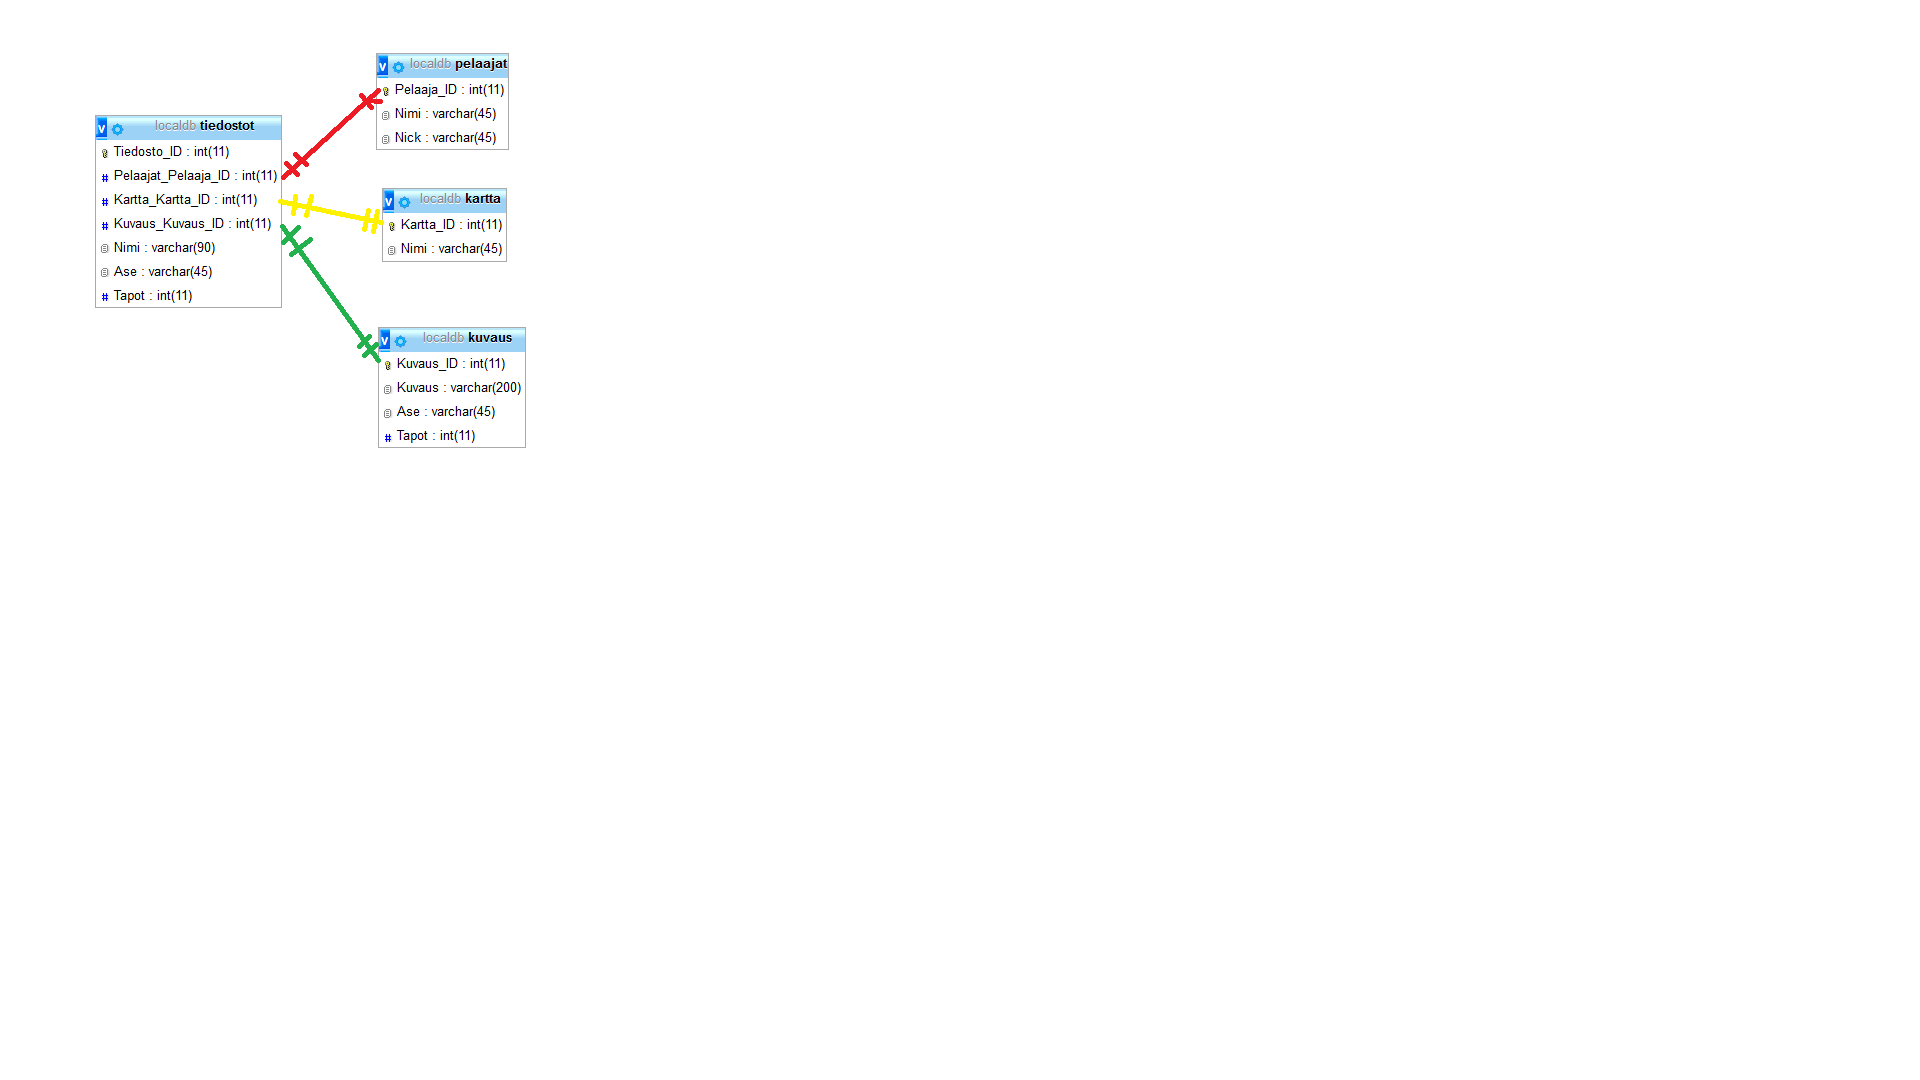 v localdb pelaajat
Pelaaja_ID : int(11)
Nimi : varchar(45)
Nick : varchar(45)
v localdb tiedostot
Tiedosto_ID : int(11)
# Pelaajat_Pelaaja_ID : int(11)
# Kartta_Kartta_ID : int(11)
# Kuvaus_Kuvaus_ID : int(11)
Nimi : varchar(90)
Ase : varchar(45)
# Tapot : int(11)
v localdb kartta
Kartta_ID : int(11)
Nimi : varchar(45)
v localdb kuvaus
Kuvaus_ID : int(11)
Kuvaus : varchar(200)
Ase : varchar(45)
# Tapot : int(11)